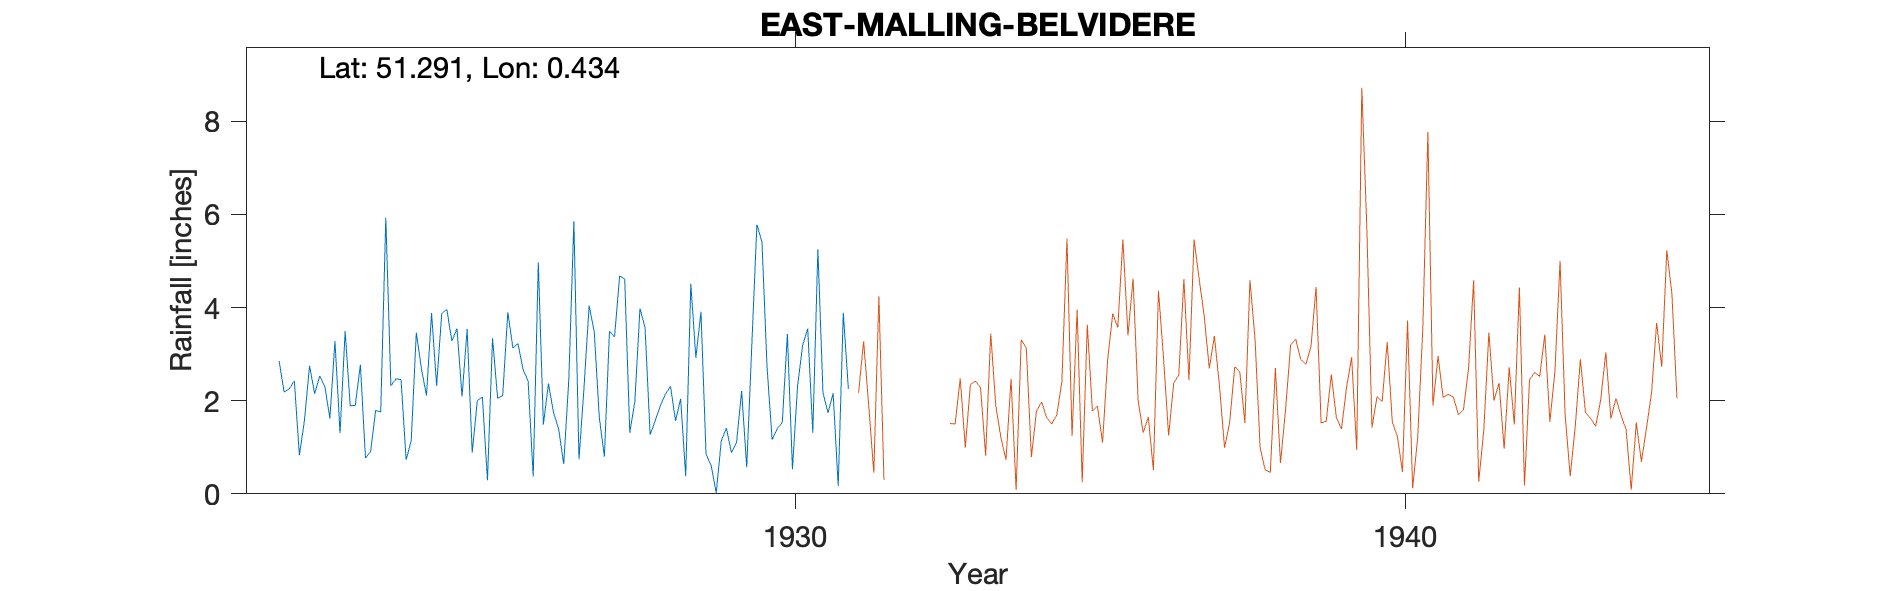 EAST-MALLING-BELVIDERE
Lat: 51.291, Lon: 0.434
Rainfall [inches]
8
6
4
2
0
1930
1940
Year